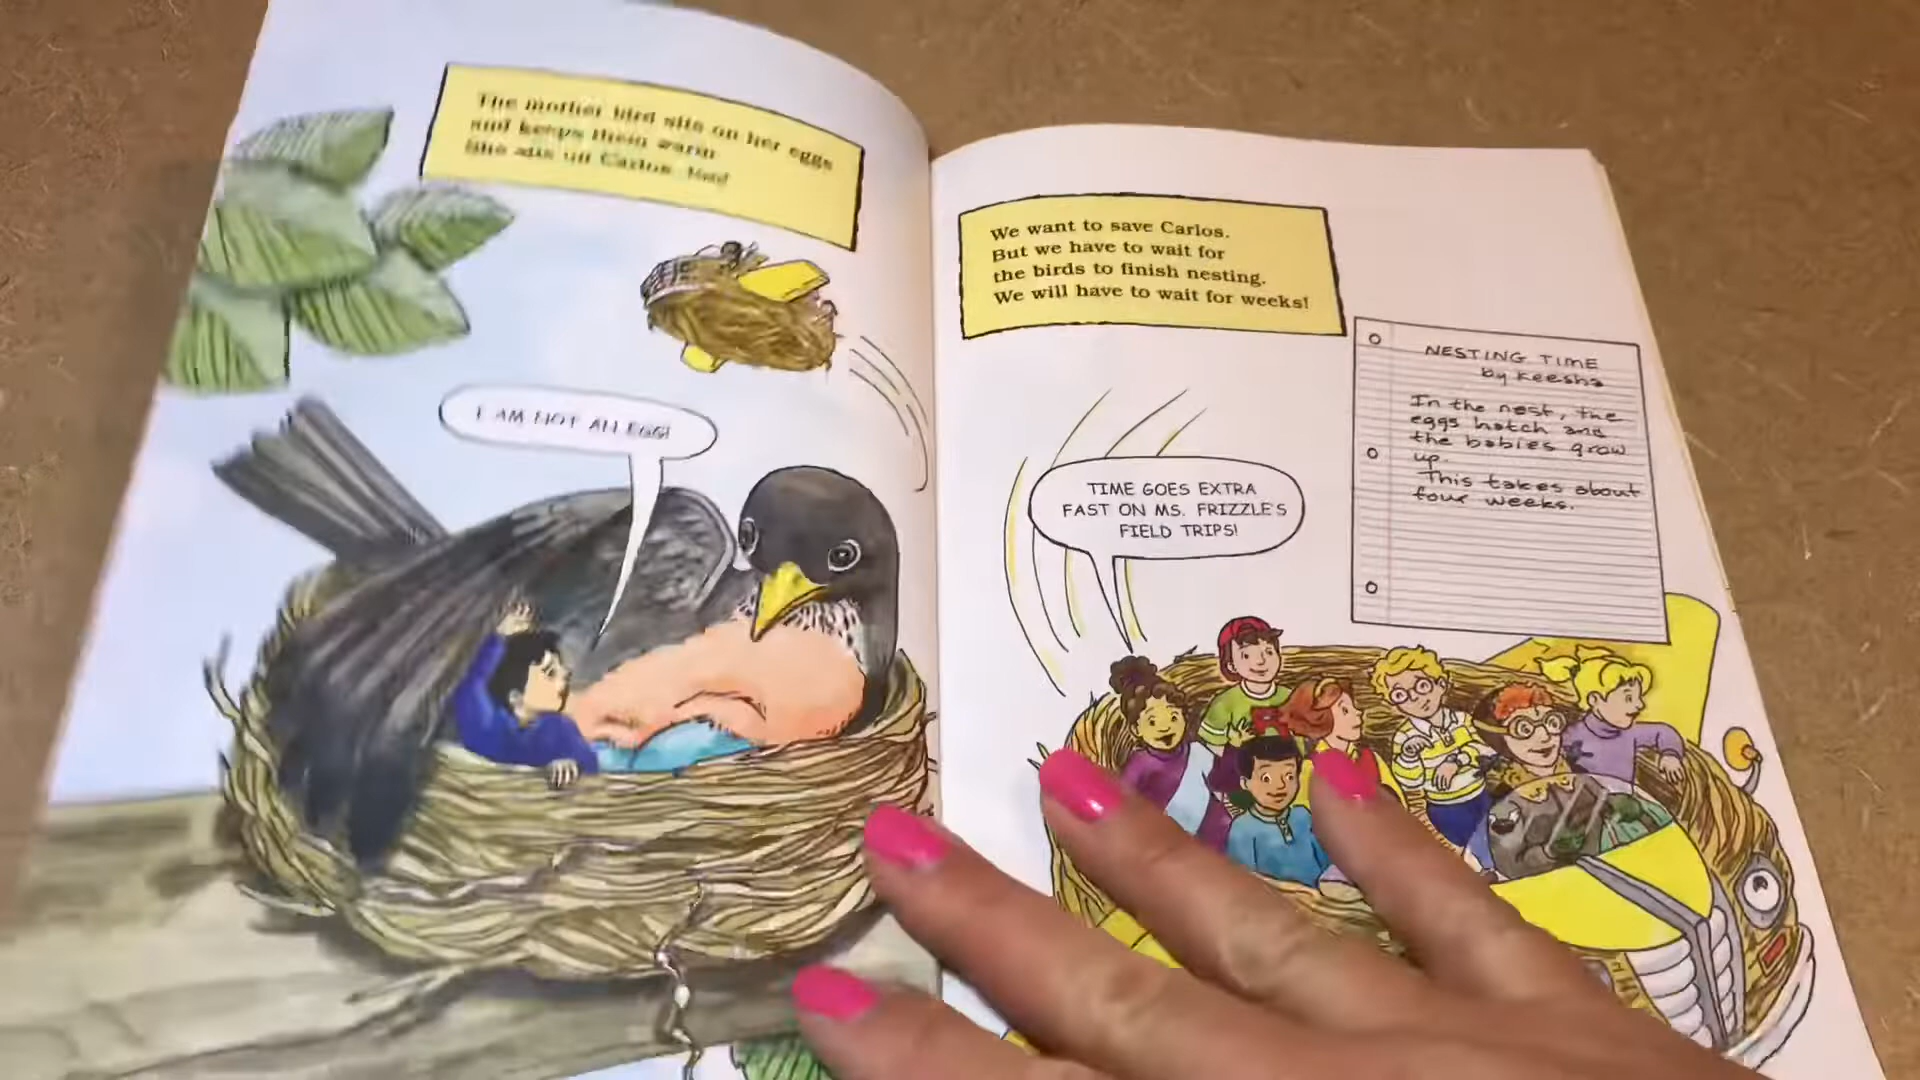 The mother bird sits on her eggs
and keeps them warm.
She sits on Carlos, too!
I AM NOT AN EGG!
We want to save Carlos.
But we have to wait for
the birds to finish nesting.
We will have to wait for weeks!
TIME GOES EXTRA
FAST ON MS. FRIZZLE'S
FIELD TRIPS!
NESTING TIME
by Keesha
In the nest, the
eggs hatch and
the babies grow
up.
This takes about
four weeks.